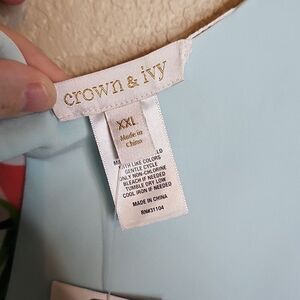 crown & ivy
XXL
Made in
China
WITH LIKE COLORS
GENTLE CYCLE
ONLY NON-CHLORINE
BLEACH IF NEEDED
TUMBLE DRY LOW
COOL IRON IF NEEDED
MADE IN CHINA
RN#31104